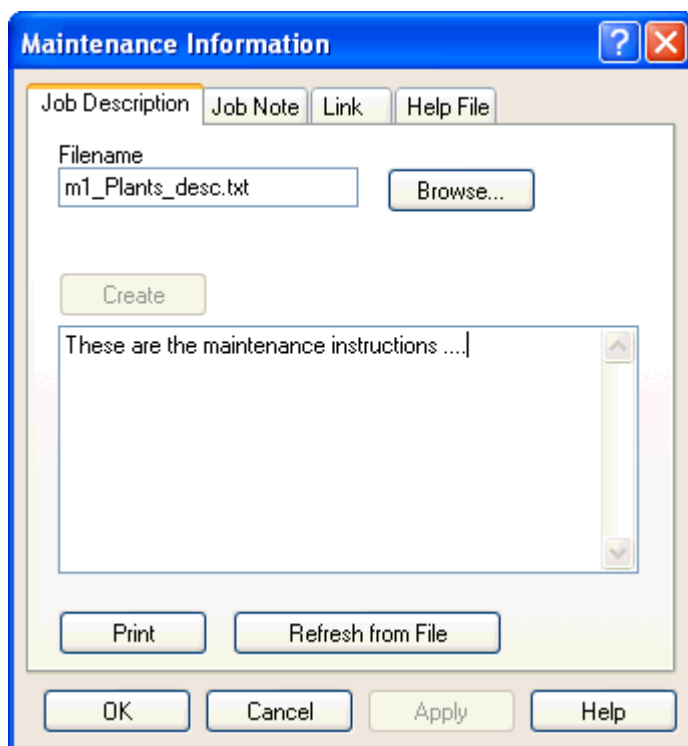 Maintenance Information
Job Description Job Note Link Help File
Filename
m1_Plants_desc.txt Browse...
Create
These are the maintenance instructions ....
Print Refresh from File
OK Cancel Apply Help